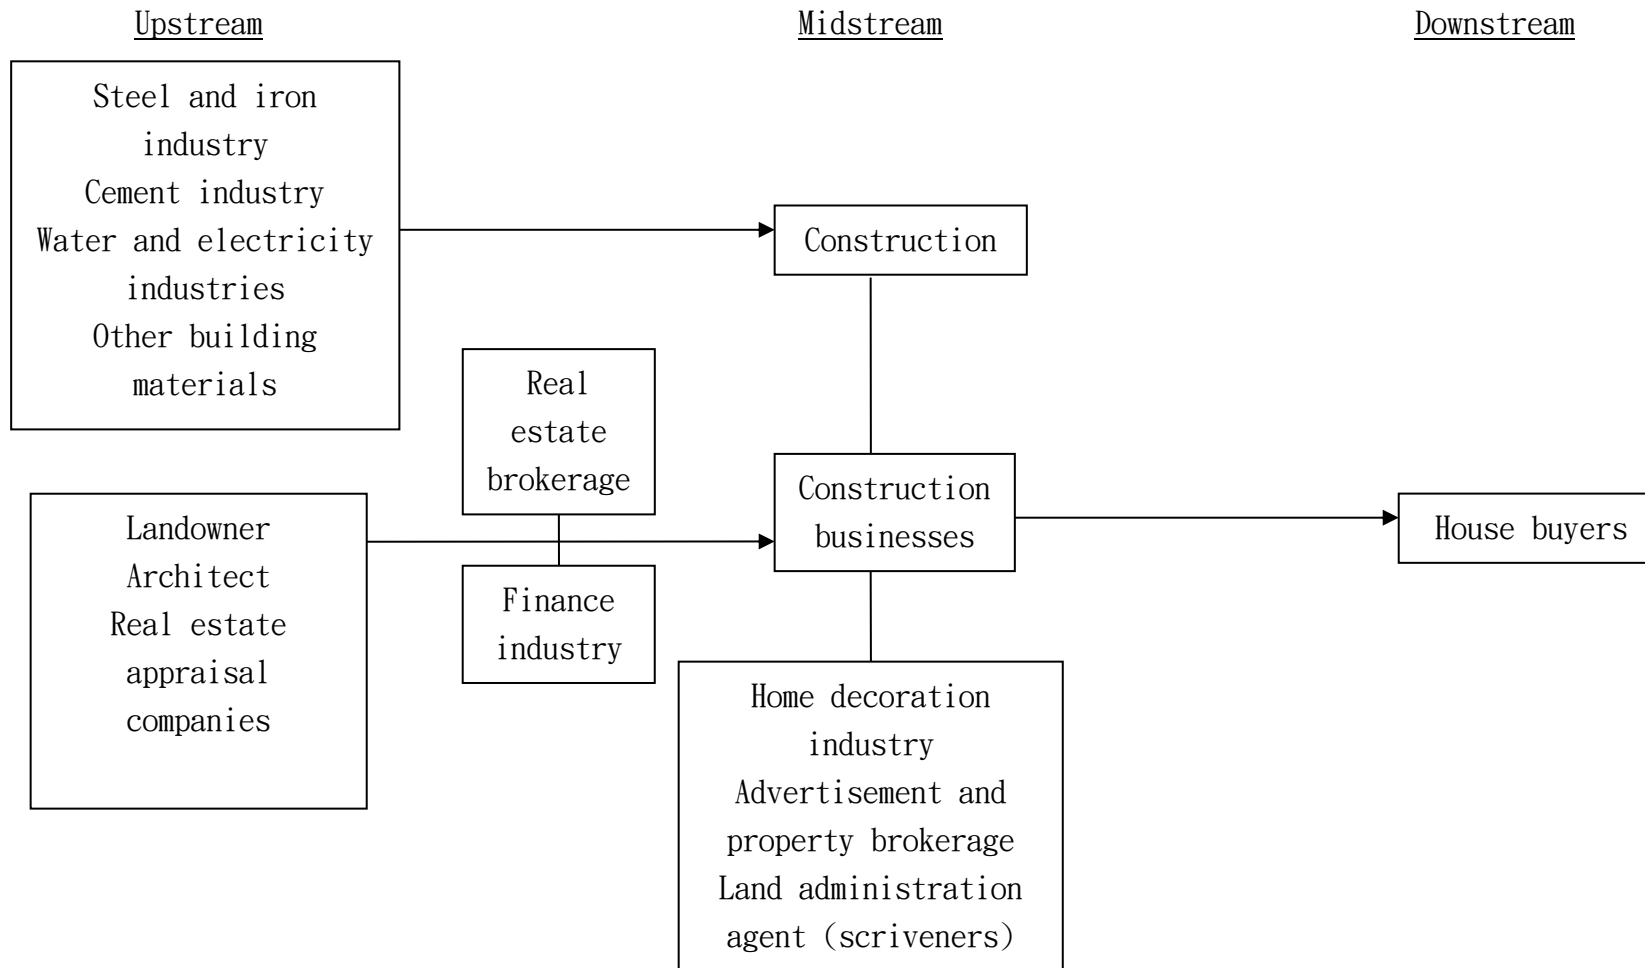 Upstream
Midstream
Downstream
Steel and iron
industry
Cement industry
Water and electricity
industries
Other building
materials
Construction
Real
estate
brokerage
Construction
businesses
House buyers
Landowner
Architect
Real estate
appraisal
companies
Finance
industry
Home decoration
industry
Advertisement and
property brokerage
Land administration
agent (scriveners)